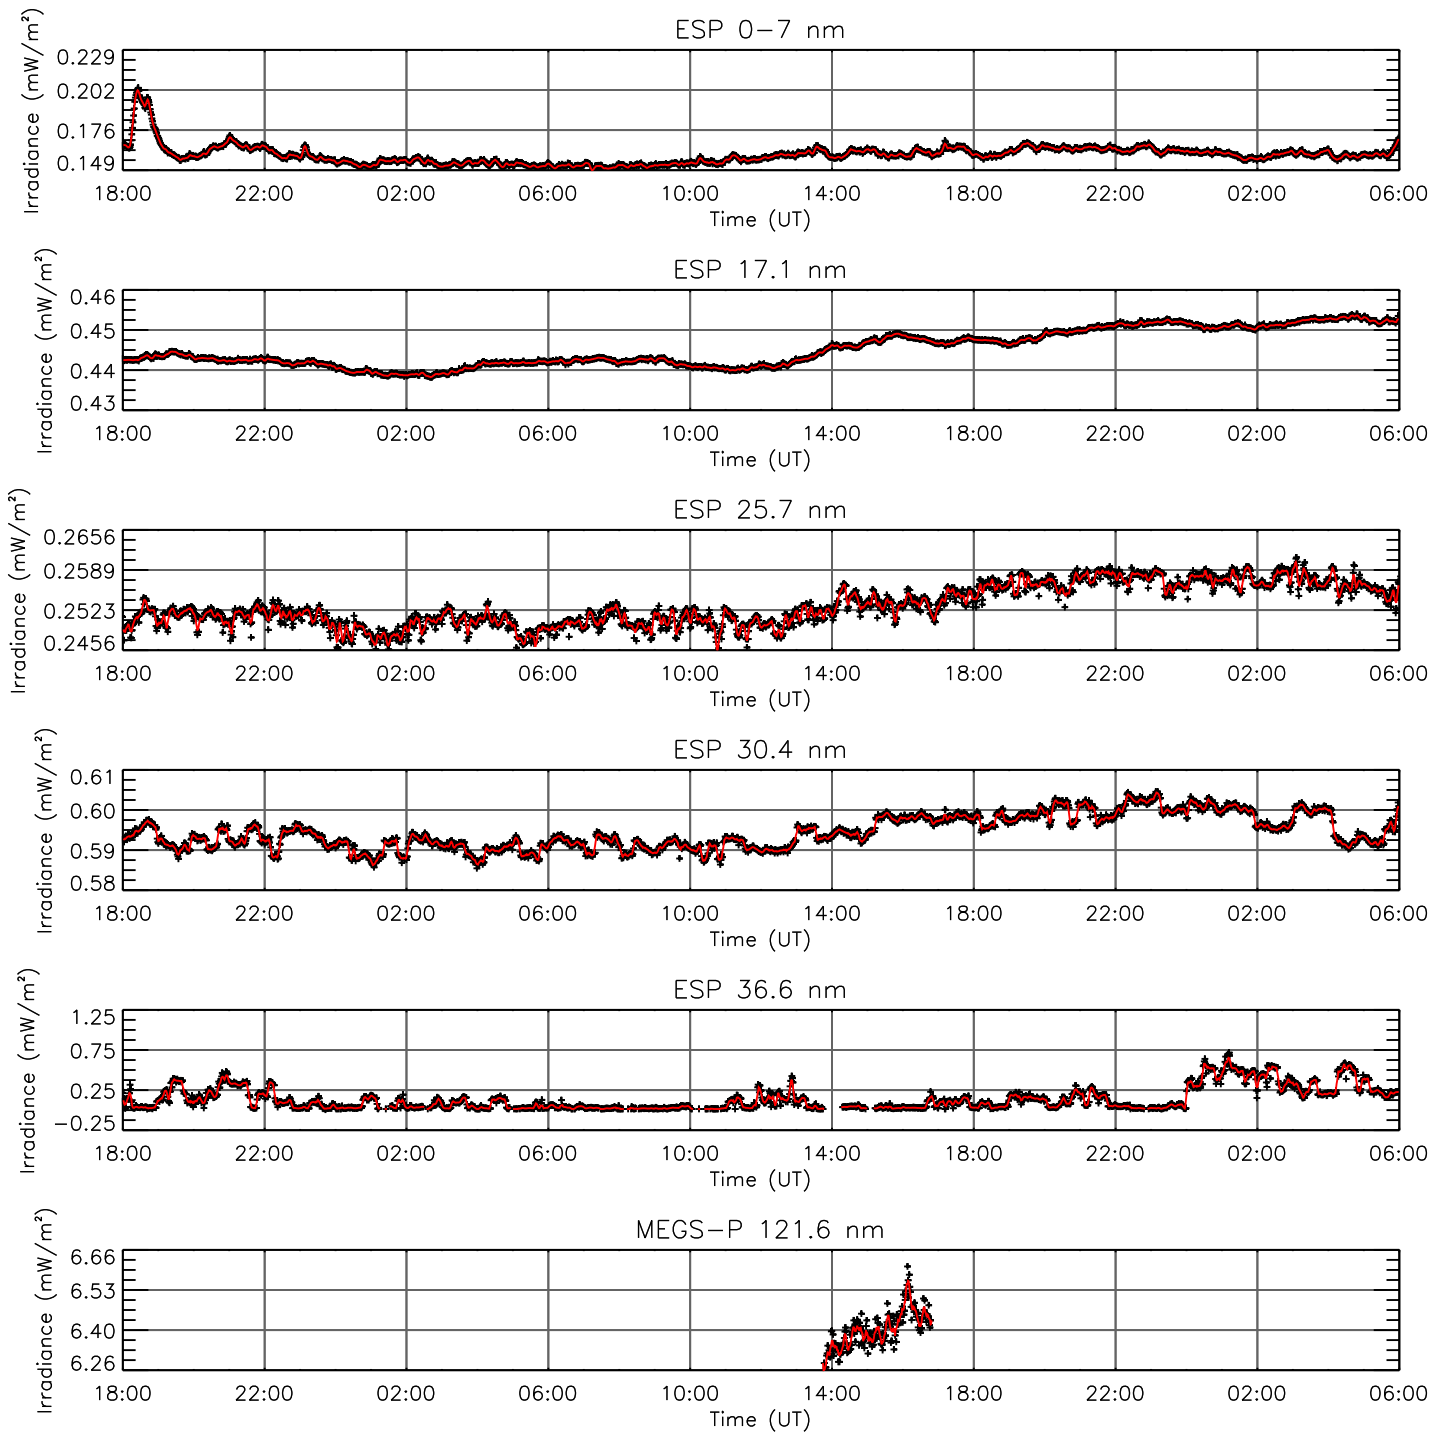 ESP 0−7 nm
Irradiance (mW/m²)
0.229
0.202
0.176
0.149
18:00 22:00 02:00 06:00 10:00 14:00 18:00 22:00 02:00 06:00
Time (UT)
ESP 17.1 nm
Irradiance (mW/m²)
0.46
0.45
0.44
0.43
18:00 22:00 02:00 06:00 10:00 14:00 18:00 22:00 02:00 06:00
Time (UT)
ESP 25.7 nm
Irradiance (mW/m²)
0.2656
0.2589
0.2523
0.2456
18:00 22:00 02:00 06:00 10:00 14:00 18:00 22:00 02:00 06:00
Time (UT)
ESP 30.4 nm
Irradiance (mW/m²)
0.61
0.60
0.59
0.58
18:00 22:00 02:00 06:00 10:00 14:00 18:00 22:00 02:00 06:00
Time (UT)
ESP 36.6 nm
Irradiance (mW/m²)
1.25
0.75
0.25
−0.25
18:00 22:00 02:00 06:00 10:00 14:00 18:00 22:00 02:00 06:00
Time (UT)
MEGS−P 121.6 nm
Irradiance (mW/m²)
6.66
6.53
6.40
6.26
18:00 22:00 02:00 06:00 10:00 14:00 18:00 22:00 02:00 06:00
Time (UT)